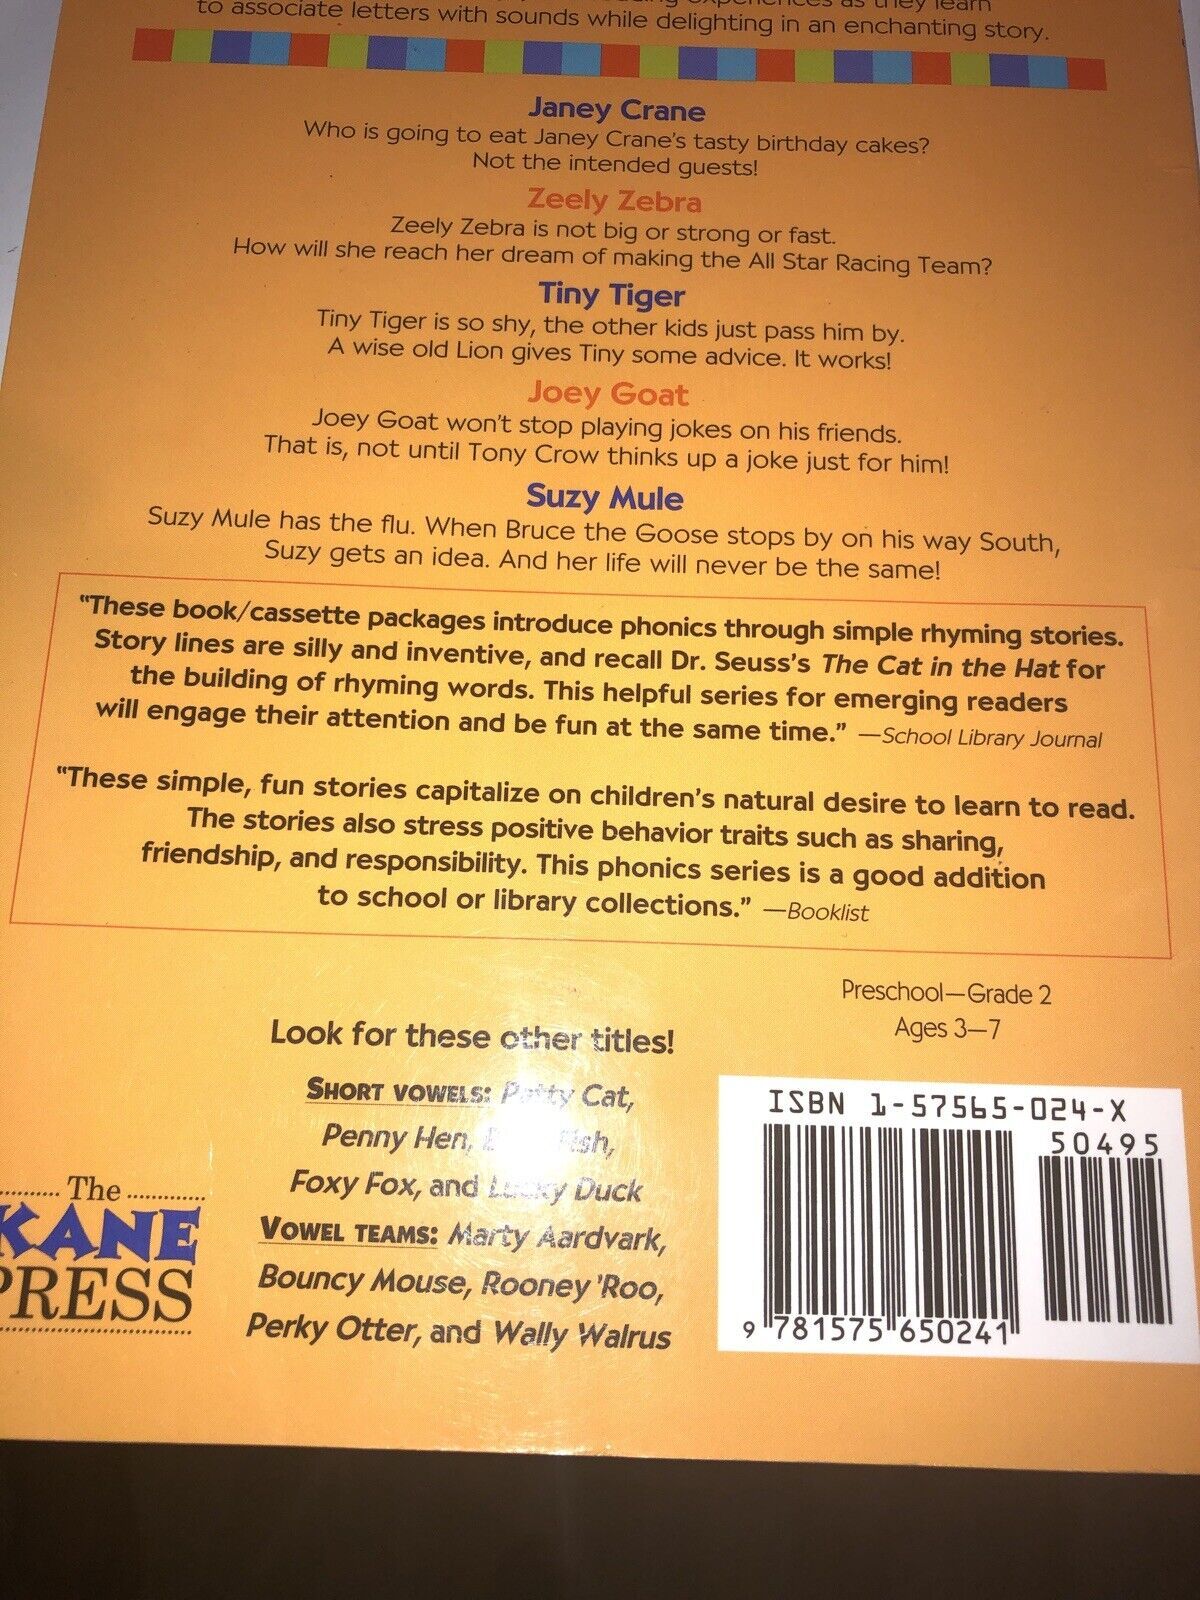 as they learn
to associate letters with sounds while delighting in an enchanting story.
Janey Crane
Who is going to eat Janey Crane's tasty birthday cakes?
Not the intended guests!
Zeely Zebra
Zeely Zebra is not big or strong or fast.
How will she reach her dream of making the All Star Racing Team?
Tiny Tiger
Tiny Tiger is so shy, the other kids just pass him by.
A wise old Lion gives Tiny some advice. It works!
Joey Goat
Joey Goat won't stop playing jokes on his friends.
That is, not until Tony Crow thinks up a joke just for him!
Suzy Mule
Suzy Mule has the flu. When Bruce the Goose stops by on his way South,
Suzy gets an idea. And her life will never be the same!
"These book/cassette packages introduce phonics through simple rhyming stories.
Story lines are silly and inventive, and recall Dr. Seuss's The Cat in the Hat for
the building of rhyming words. This helpful series for emerging readers
will engage their attention and be fun at the same time." —School Library Journal
"These simple, fun stories capitalize on children's natural desire to learn to read.
The stories also stress positive behavior traits such as sharing,
friendship, and responsibility. This phonics series is a good addition
to school or library collections." —Booklist
Preschool—Grade 2
Ages 3–7
Look for these other titles!
SHORT VOWELS: Patty Cat,
Penny Hen, Fish,
Foxy Fox, and Lucky Duck
VOWEL TEAMS: Marty Aardvark,
Bouncy Mouse, Rooney 'Roo,
Perky Otter, and Wally Walrus
The
KANE
PRESS
ISBN 1-57565-024-X
50495
9 781575 650241